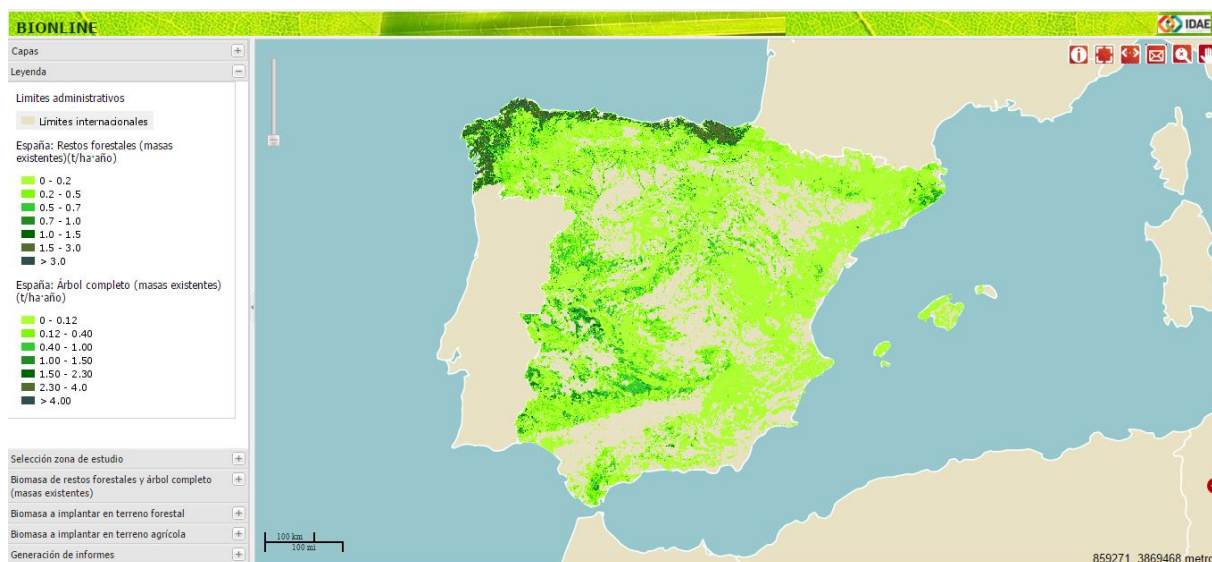 BIONLINE
IDAE
Capas
Leyenda
Limites administrativos
Límites internacionales
España: Restos forestales (masas
existentes)(t/ha·año)
0 - 0.2
0.2 - 0.5
0.5 - 0.7
0.7 - 1.0
1.0 - 1.5
1.5 - 3.0
> 3.0
España: Árbol completo (masas existentes)
(t/ha·año)
0 - 0.12
0.12 - 0.40
0.40 - 1.00
1.00 - 1.50
1.50 - 2.30
2.30 - 4.0
> 4.00
Selección zona de estudio
Biomasa de restos forestales y árbol completo
(masas existentes)
Biomasa a implantar en terreno forestal
Biomasa a implantar en terreno agrícola
Generación de informes
100 km
100 mi
859271 3869468 metro